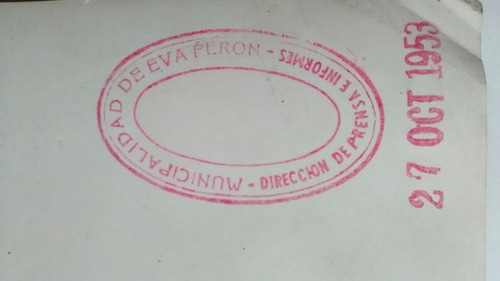 MUNICIPALIDAD DE EVA PERON -
DIRECCION DE PRENSA E INFORMES -
27 OCT 1953